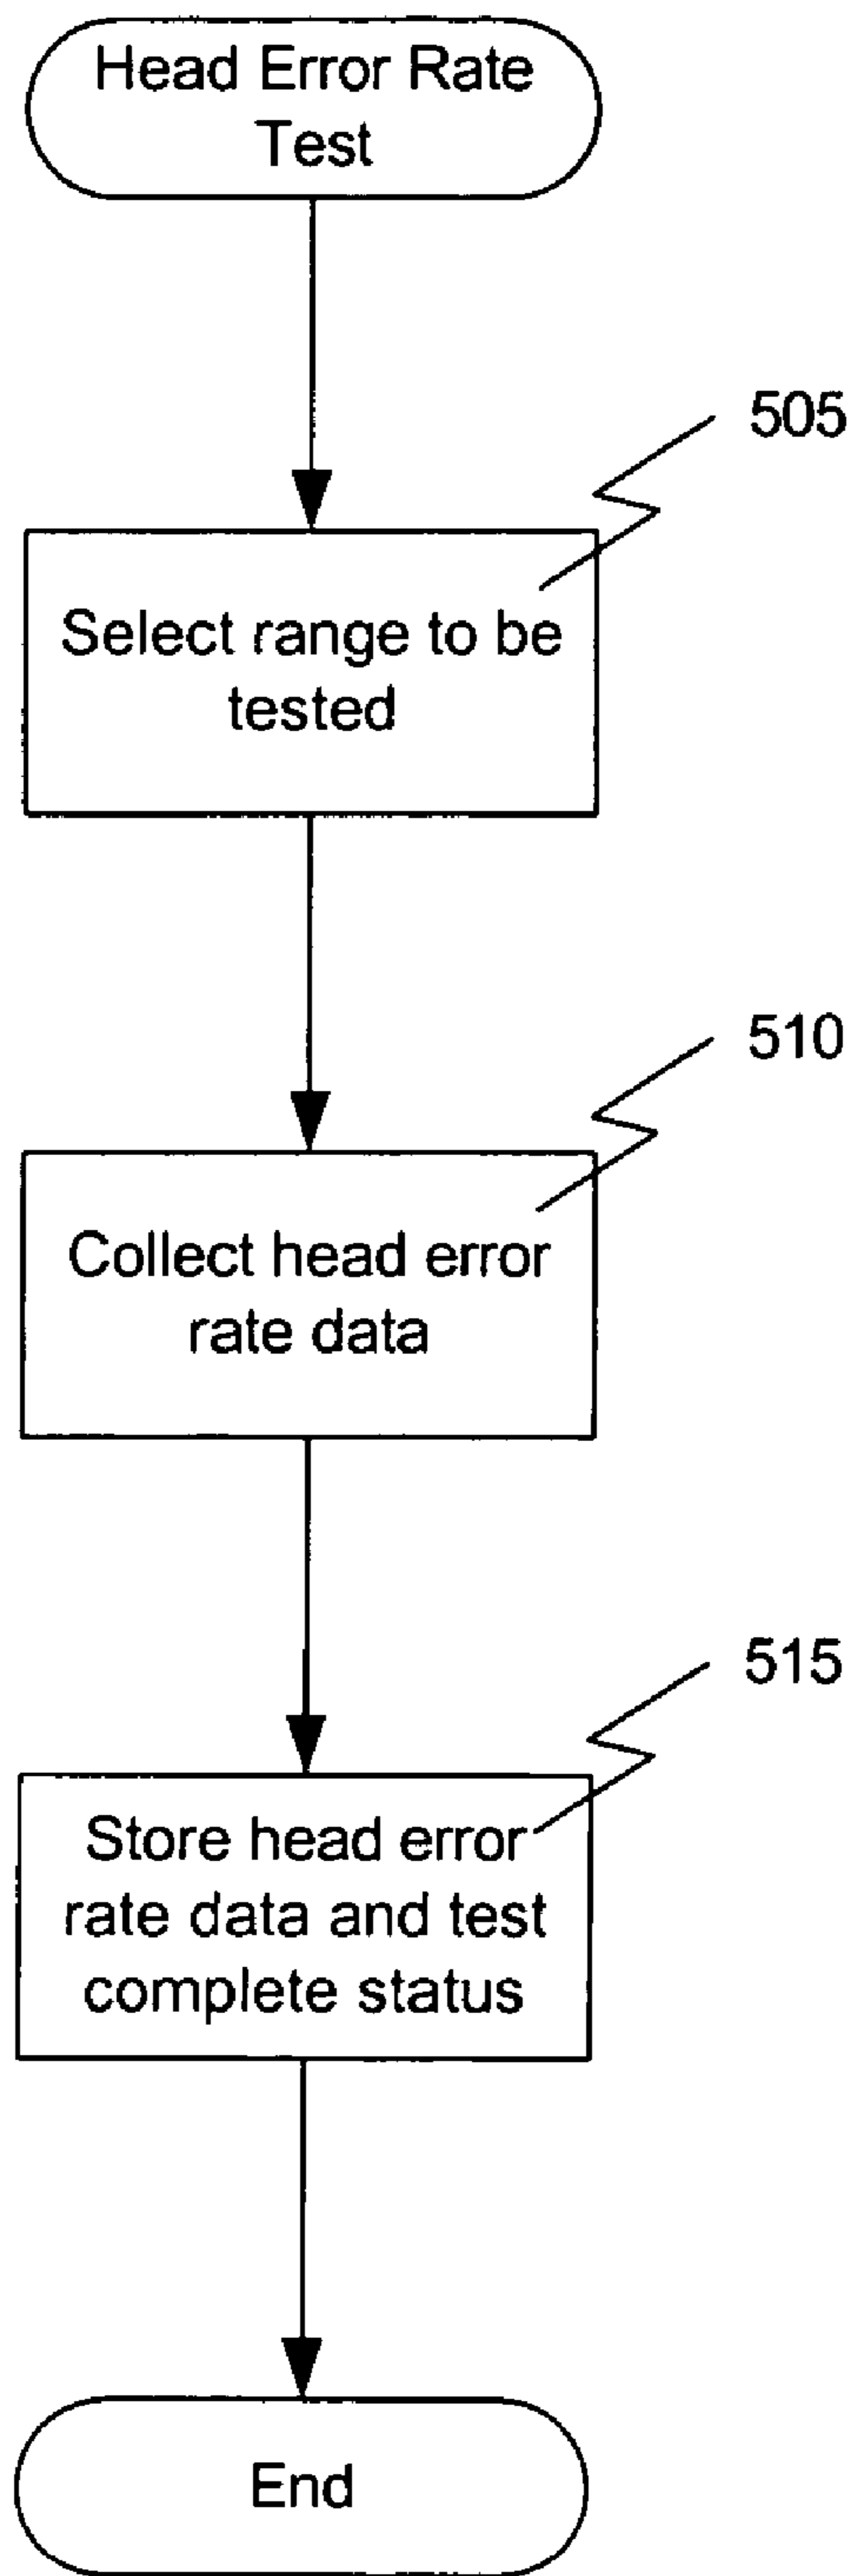 Head Error Rate
Test
505
Select range to be
tested
510
Collect head error
rate data
515
Store head error
rate data and test
complete status
End